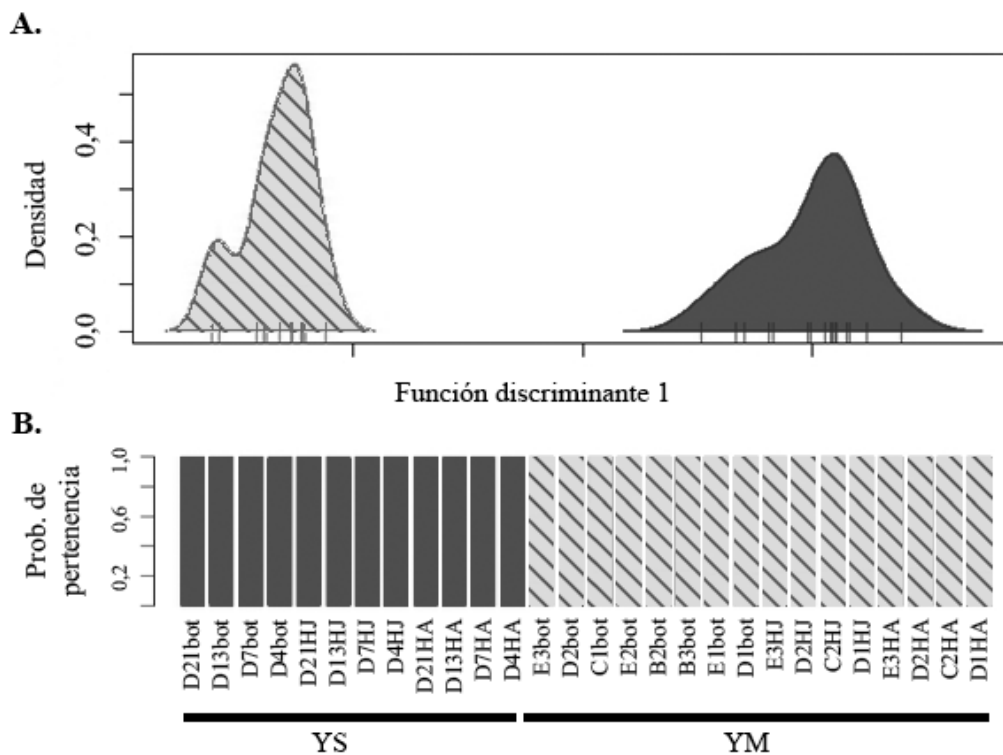 A.
Densidad
0,4
0,2
0,0
Función discriminante 1
B.
Prob. de
pertenencia
1,0
0,6
0,2
D21bot
D13bot
D7bot
D4bot
D21HJ
D13HJ
D7HJ
D4HJ
D21HA
D13HA
D7HA
D4HA
E3bot
D2bot
C1bot
E2bot
B2bot
B3bot
E1bot
D1bot
E3HJ
D2HJ
C2HJ
D1HJ
E3HA
D2HA
C2HA
D1HA
YS
YM